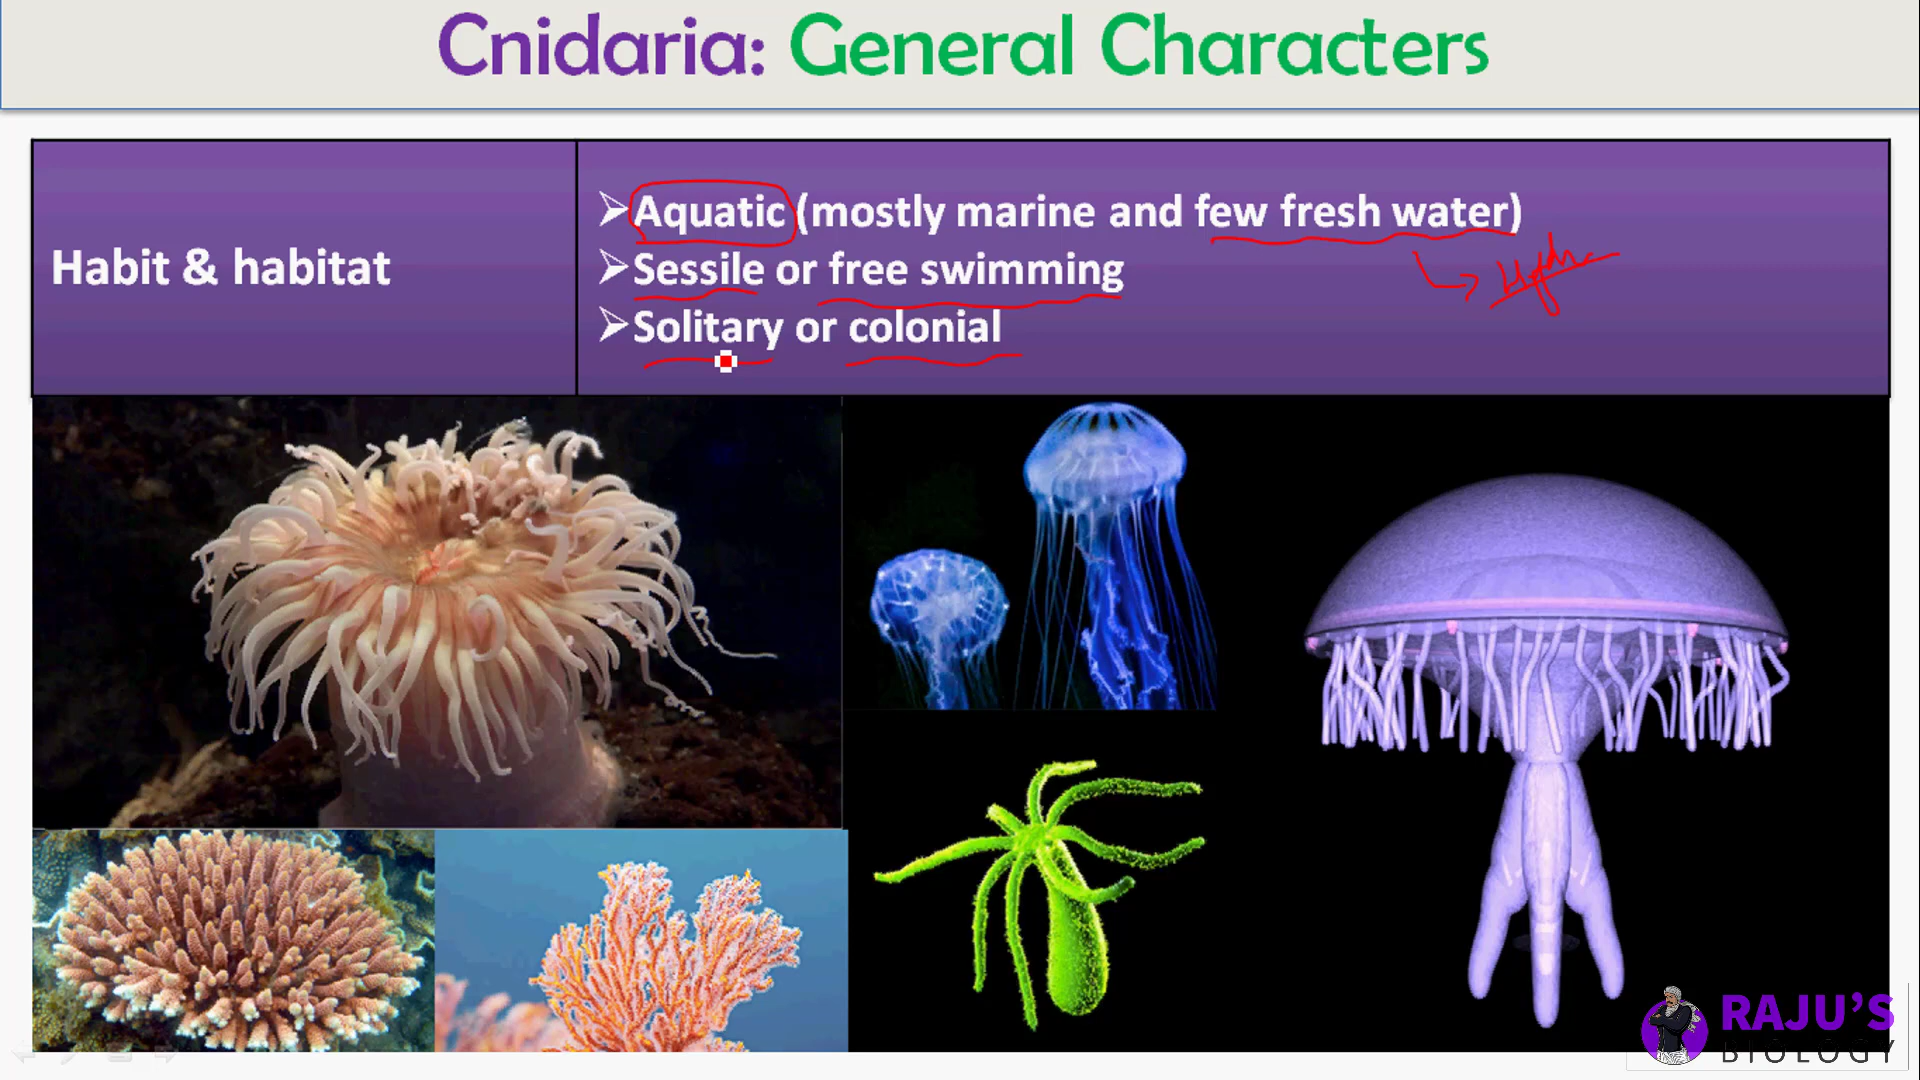 Cnidaria: General Characters
Habit & habitat
➢Aquatic (mostly marine and few fresh water)
➢Sessile or free swimming
Hydra
➢Solitary or colonial
RAJU'S
BIOLOGY